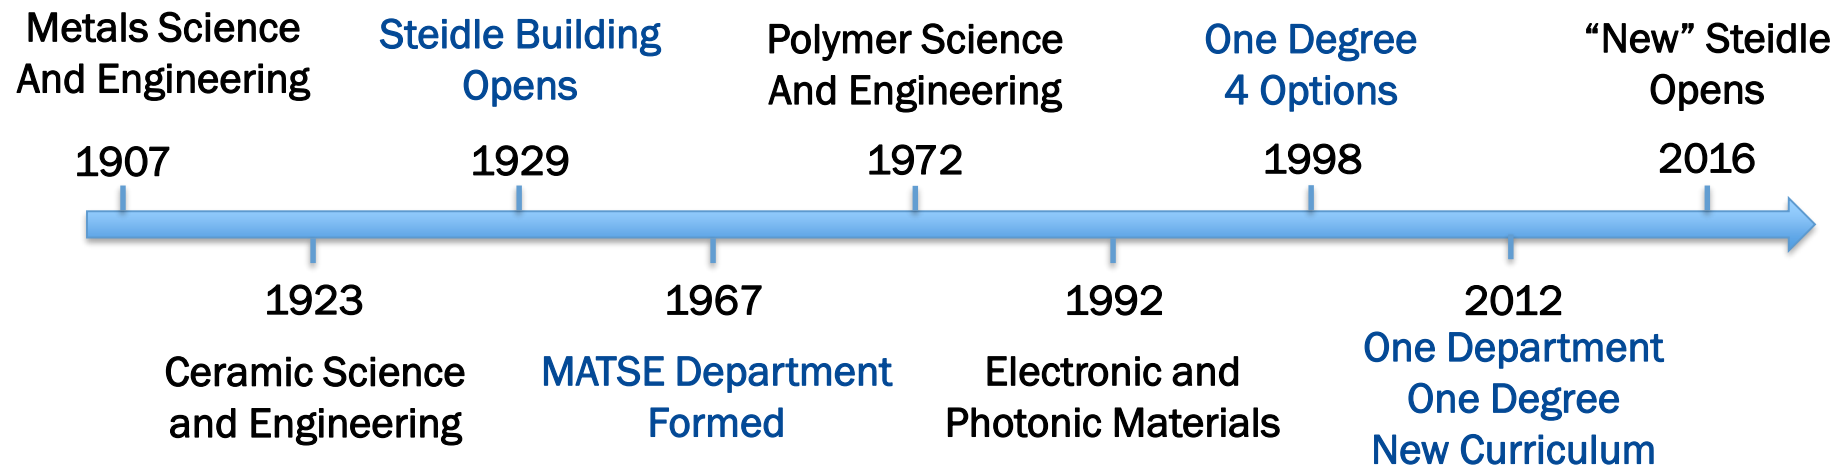 Metals Science
And Engineering
1907
Steidle Building
Opens
1929
Polymer Science
And Engineering
1972
One Degree
4 Options
1998
“New” Steidle
Opens
2016
1923
Ceramic Science
and Engineering
1967
MATSE Department
Formed
1992
Electronic and
Photonic Materials
2012
One Department
One Degree
New Curriculum